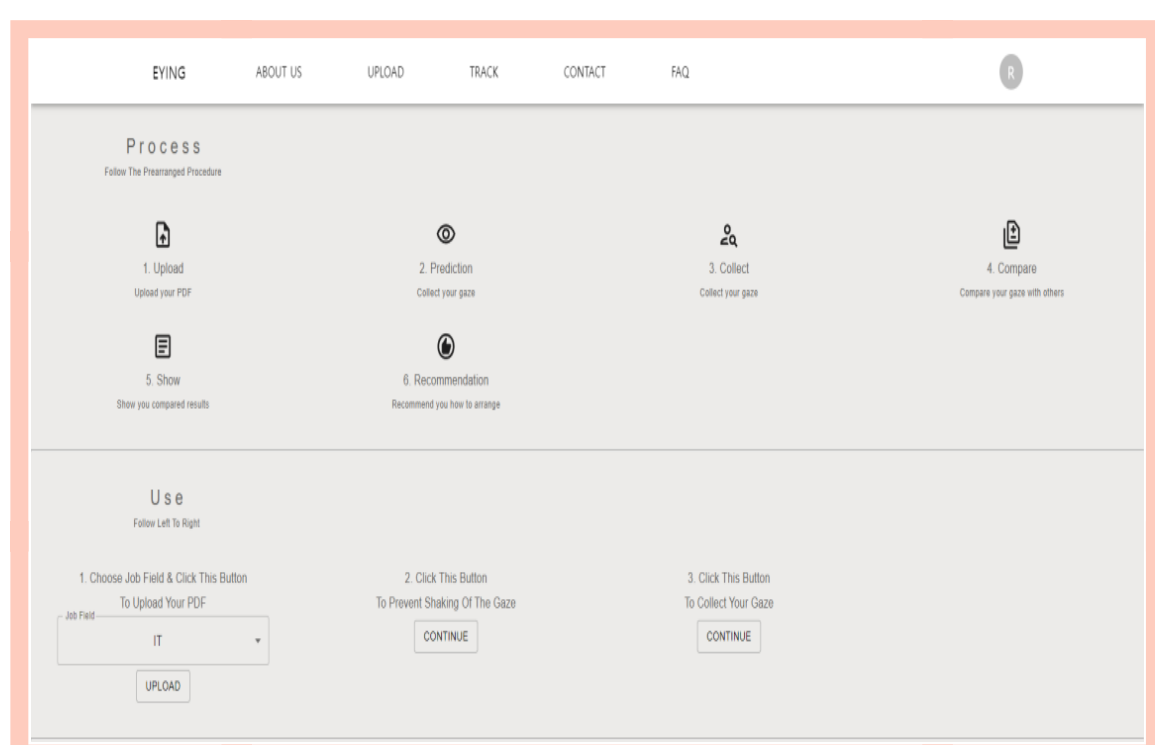 EYING ABOUT US UPLOAD TRACK CONTACT FAQ R
Process
Follow The Prearranged Procedure
1. Upload
Upload your PDF
2. Prediction
Collect your gaze
3. Collect
Collect your gaze
4. Compare
Compare your gaze with others
5. Show
Show you compared results
6. Recommendation
Recommend you how to arrange
Use
Follow Left To Right
1. Choose Job Field & Click This Button
To Upload Your PDF
Job Field
IT
UPLOAD
2. Click This Button
To Prevent Shaking Of The Gaze
CONTINUE
3. Click This Button
To Collect Your Gaze
CONTINUE